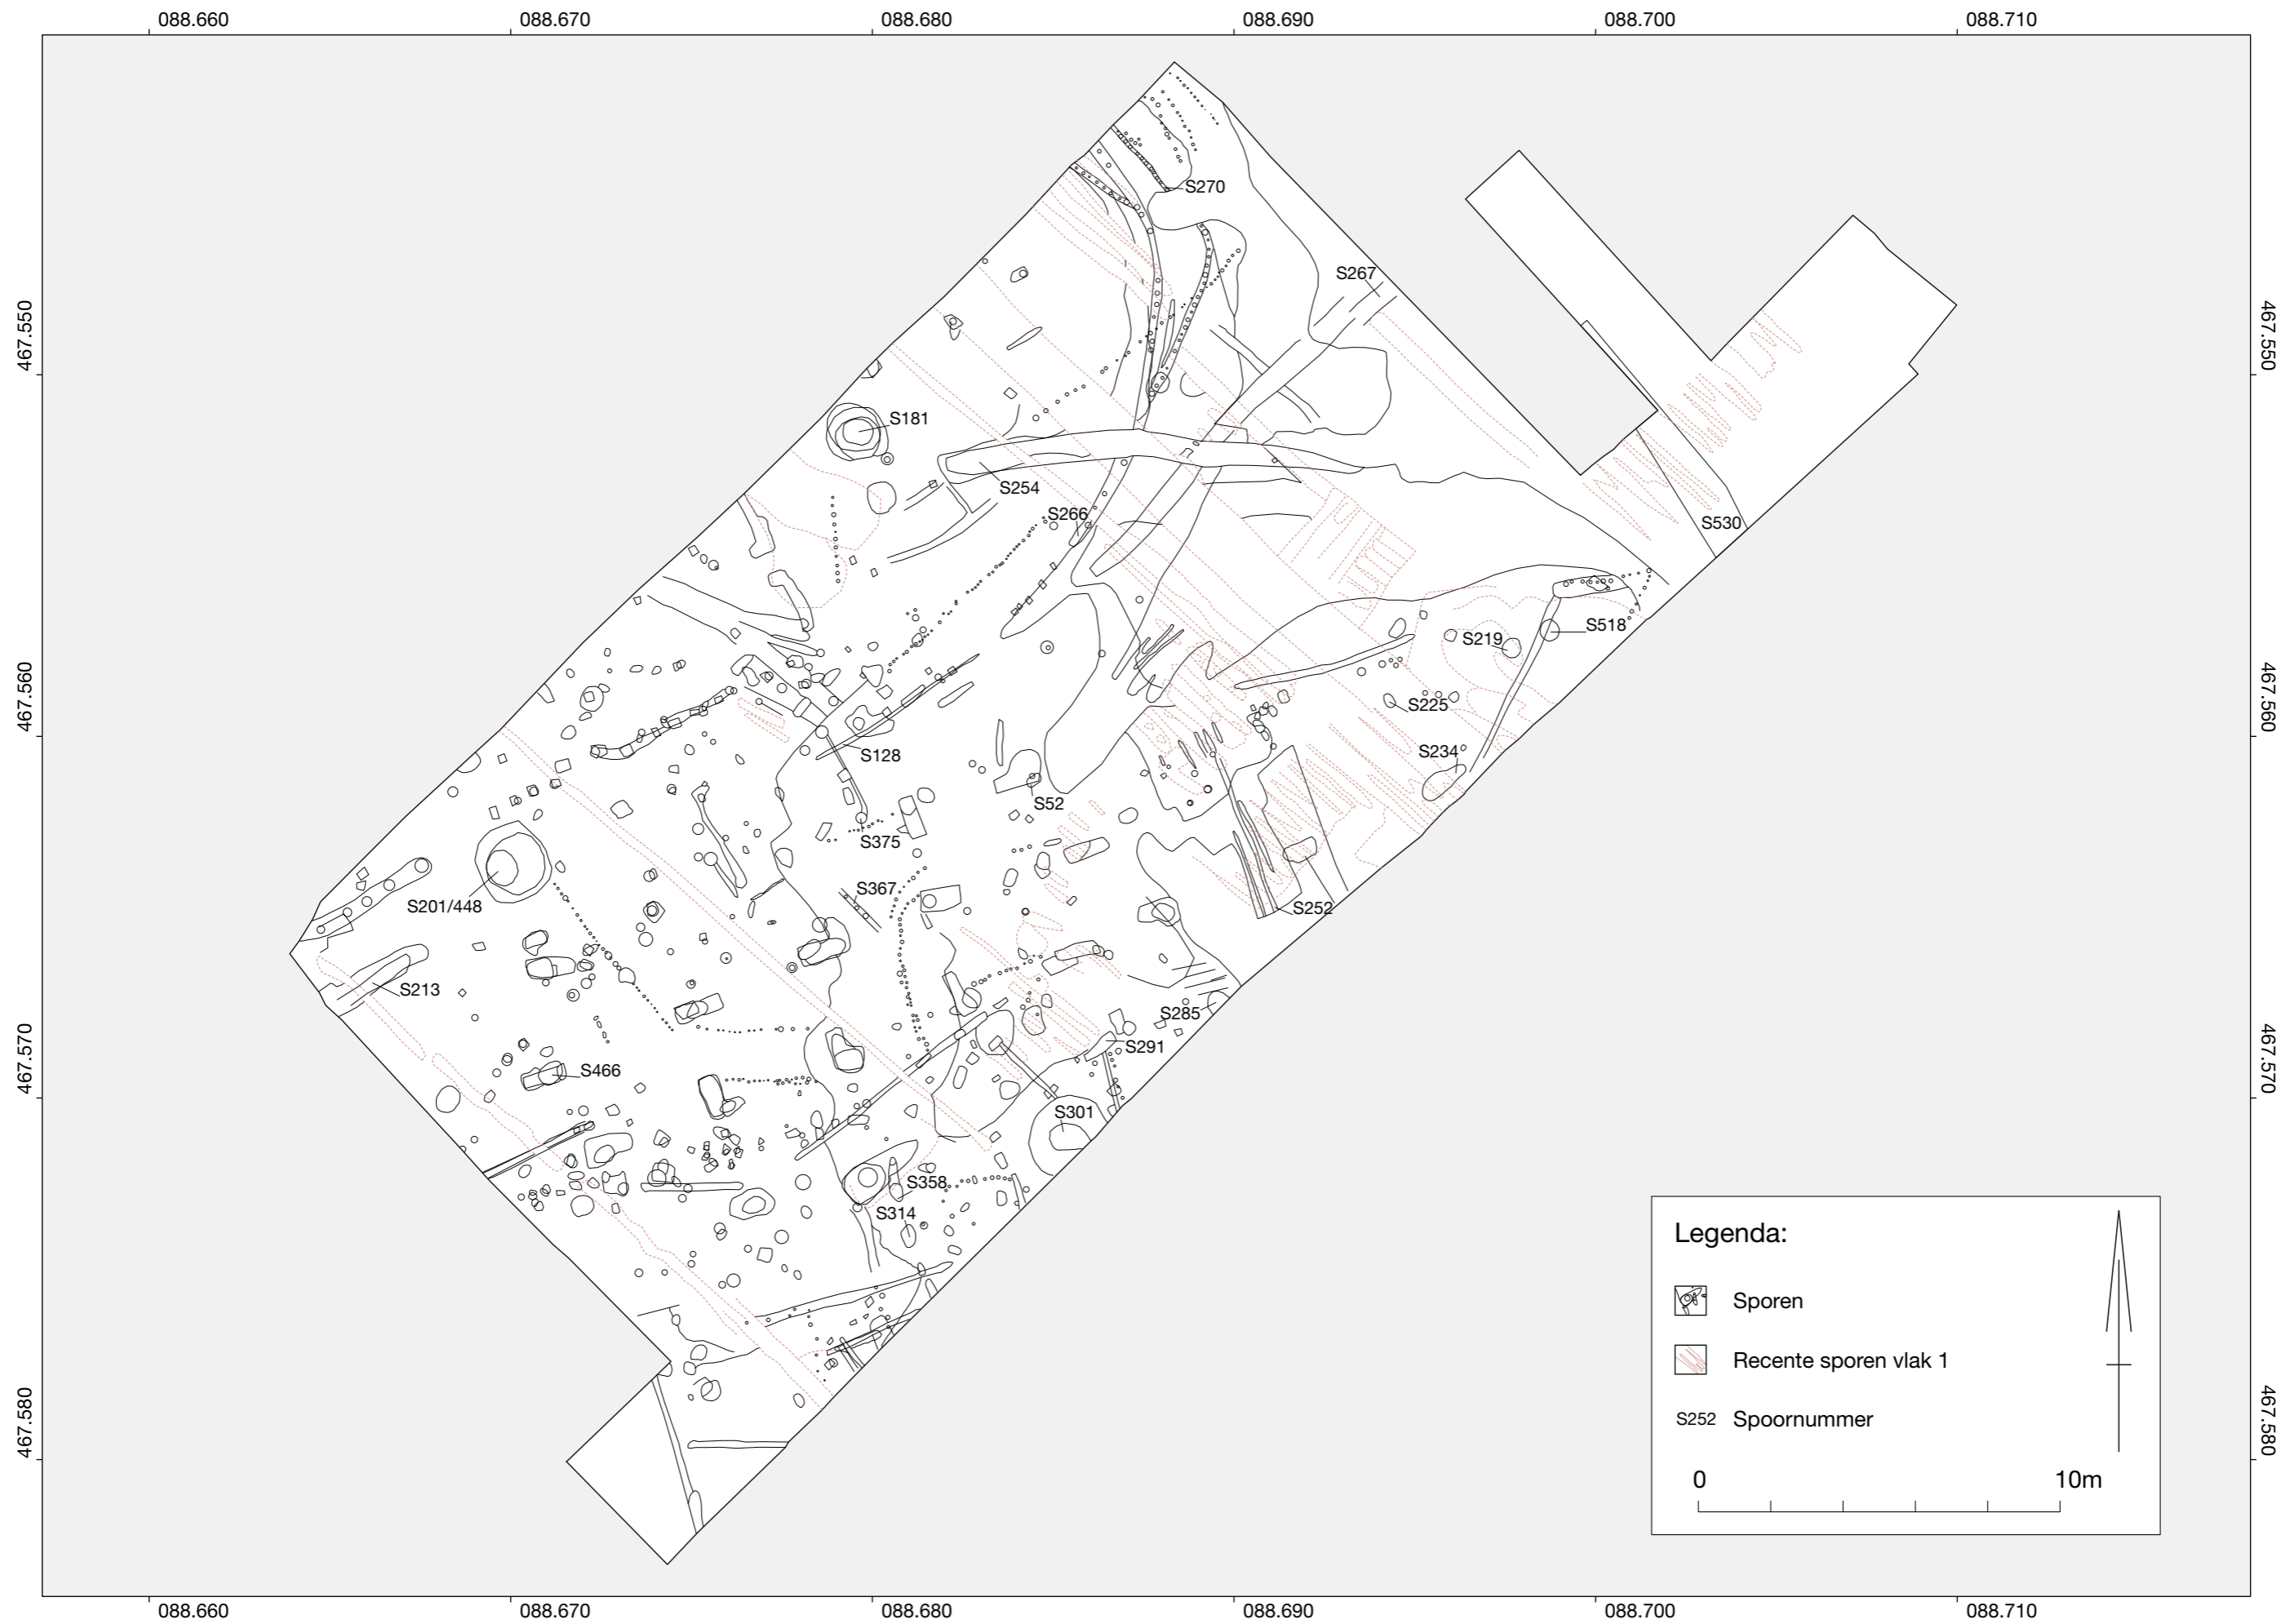 088.660 088.670 088.680 088.690 088.700 088.710
S270
S267
467.550 467.550
S181
S254
S266
S530
S518
S219
467.560 467.560
S225
S128
S234
S52
S375
S367
S201/448
S252
S213
S285
S291
467.570 467.570
S466
S301
S358
S314
Legenda:
Sporen
Recente sporen vlak 1
S252 Spoornummer
467.580 467.580
0 10m
088.660 088.670 088.680 088.690 088.700 088.710